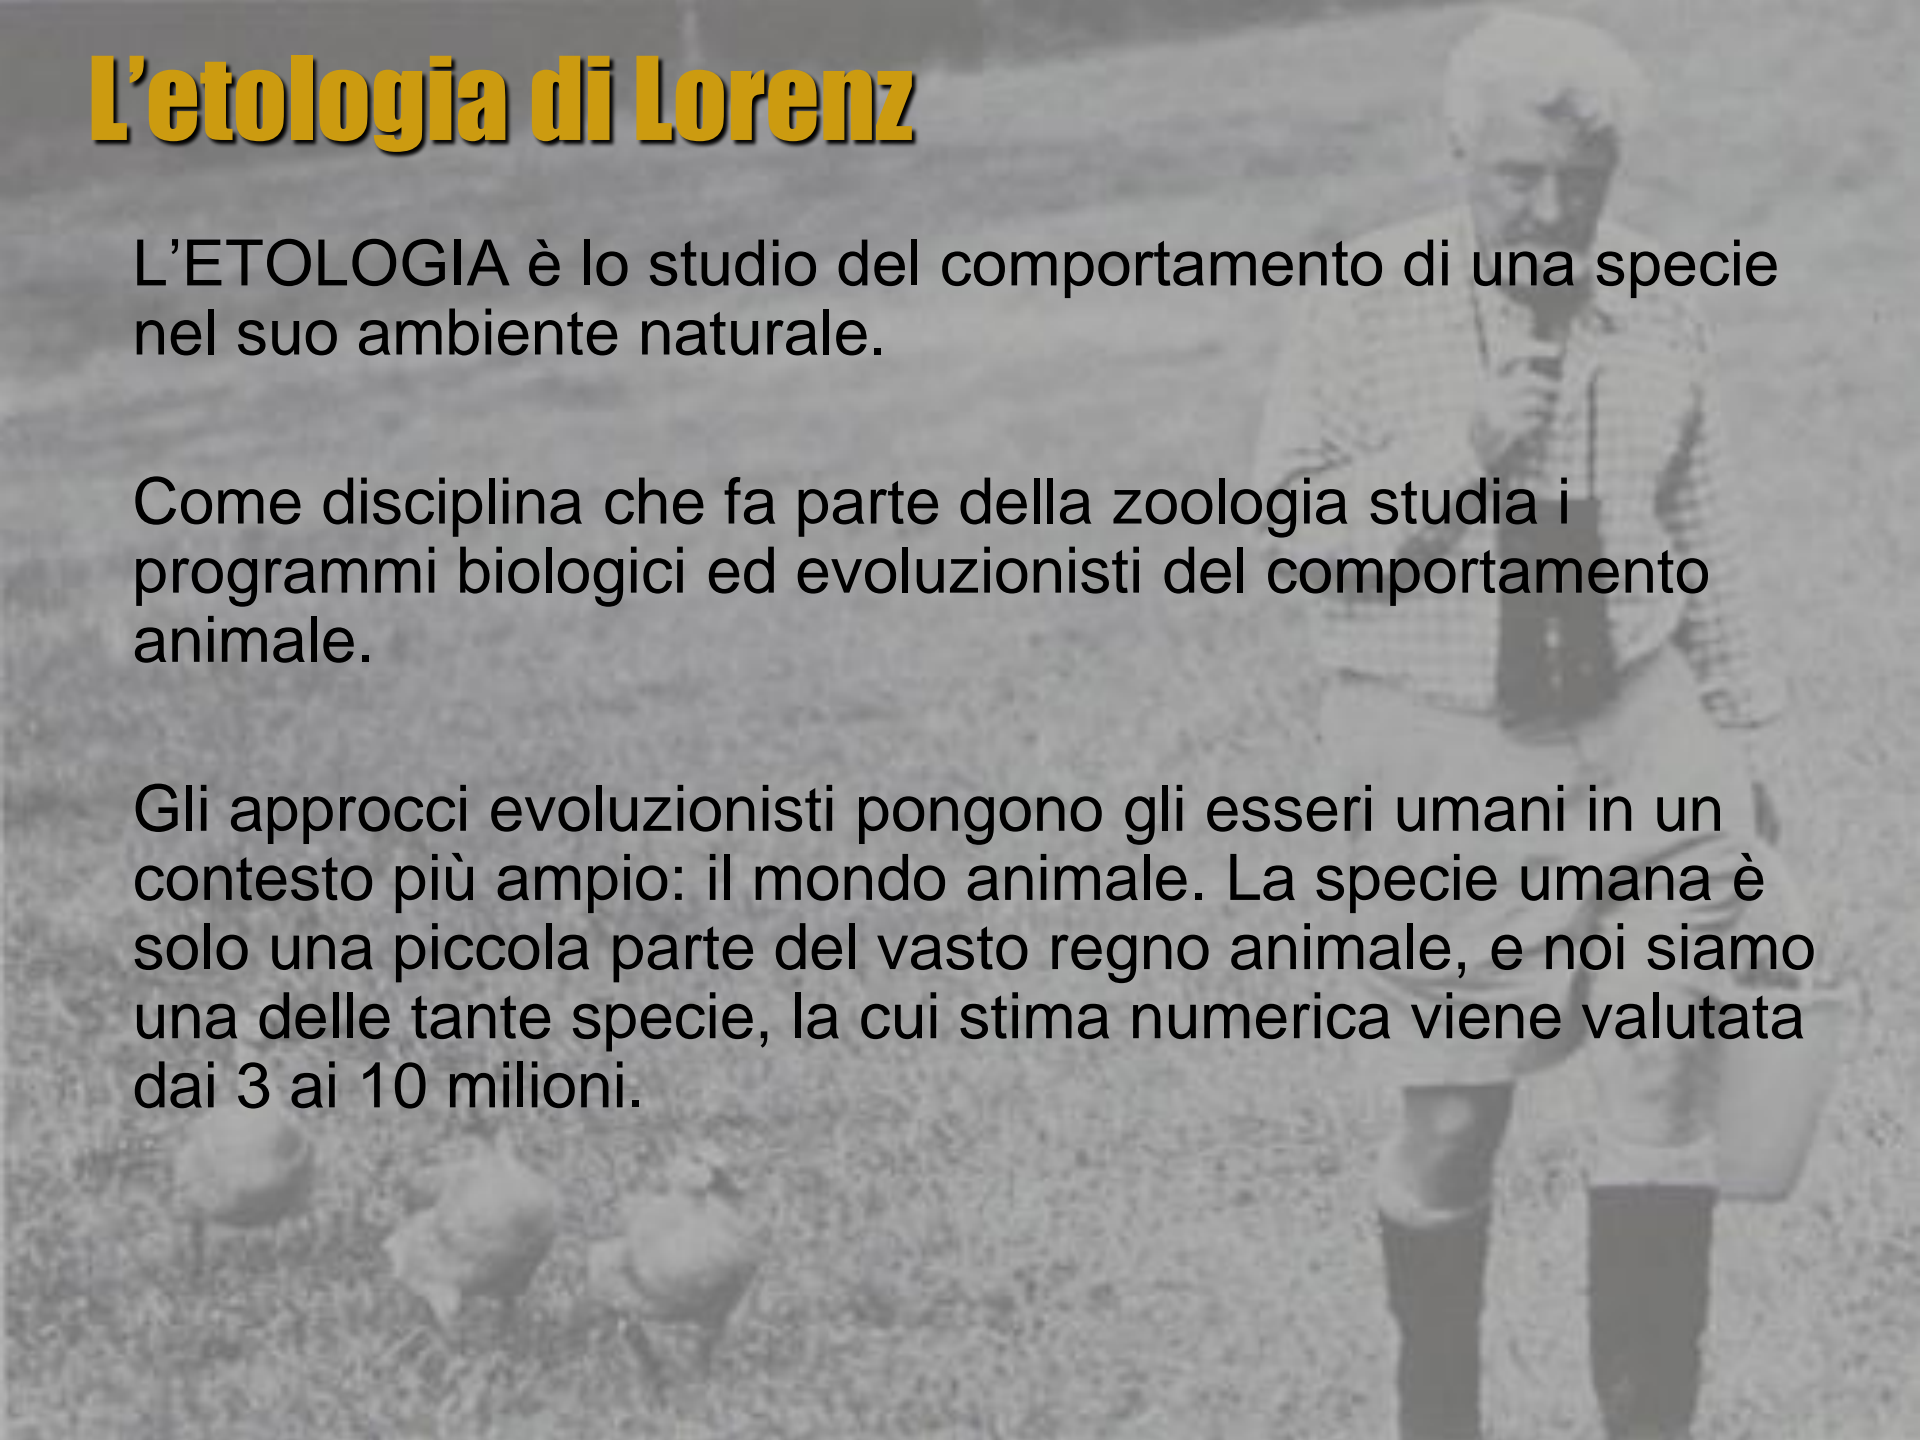 L’etologia di Lorenz
L’ETOLOGIA è lo studio del comportamento di una specie
nel suo ambiente naturale.
Come disciplina che fa parte della zoologia studia i
programmi biologici ed evoluzionisti del comportamento
animale.
Gli approcci evoluzionisti pongono gli esseri umani in un
contesto più ampio: il mondo animale. La specie umana è
solo una piccola parte del vasto regno animale, e noi siamo
una delle tante specie, la cui stima numerica viene valutata
dai 3 ai 10 milioni.